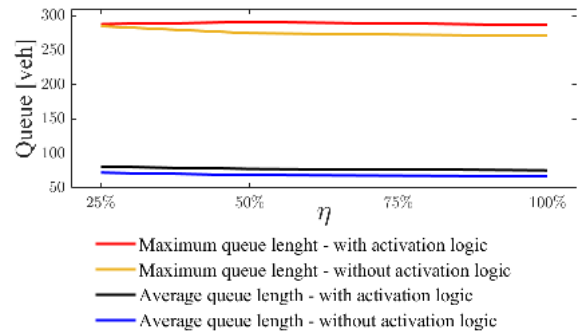 300
250
200
150
100
50
Queue [veh]
25% 50% 75% 100%
η
Maximum queue lenght - with activation logic
Maximum queue lenght - without activation logic
Average queue length - with activation logic
Average queue length - without activation logic